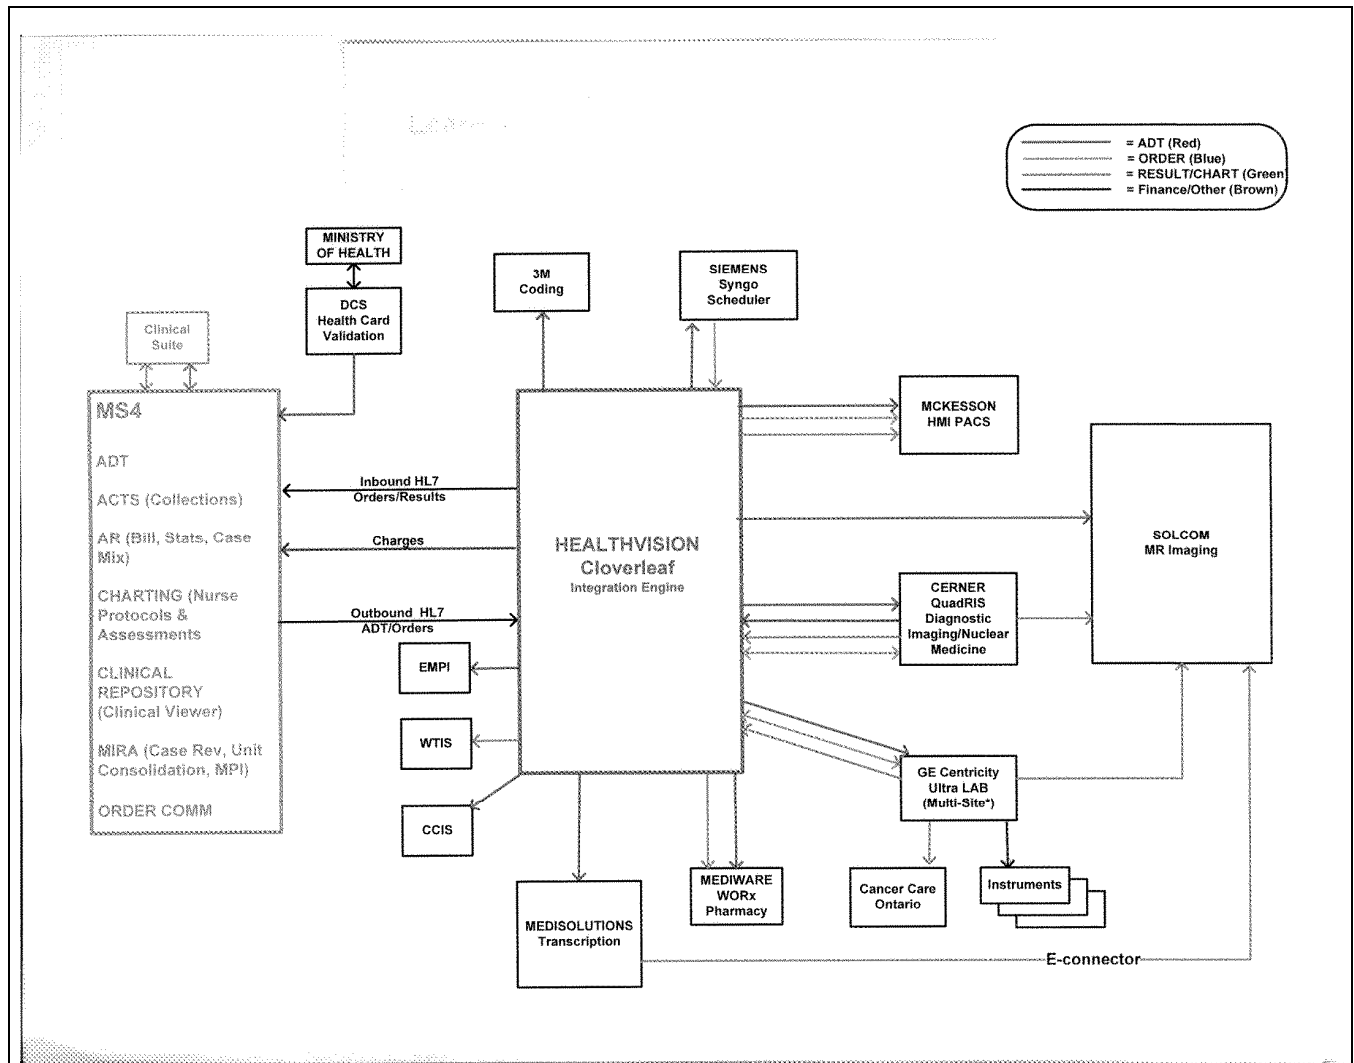 = ADT (Red)
= ORDER (Blue)
= RESULT/CHART (Green
= Finance/Other (Brown)
MINISTRY
OF HEALTH
DCS
Health Card
Validation
3M
Coding
SIEMENS
Syngo
Scheduler
Clinical
Suite
MS4
ADT
ACTS (Collections)
AR (Bill, Stats, Case
Mix)
CHARTING (Nurse
Protocols &
Assessments
CLINICAL
REPOSITORY
(Clinical Viewer)
MIRA (Case Rev, Unit
Consolidation, MPI)
ORDER COMM
Inbound HL7
Orders/Results
Charges
Outbound HL7
ADT/Orders
EMPI
WTIS
CCIS
HEALTHVISION
Cloverleaf
Integration Engine
MCKESSON
HMI PACS
SOLCOM
MR Imaging
CERNER
QuadRIS
Diagnostic
Imaging/Nuclear
Medicine
GE Centricity
Ultra LAB
(Multi-Site*)
MEDISOLUTIONS
Transcription
MEDIWARE
WORx
Pharmacy
Cancer Care
Ontario
Instruments
E-connector